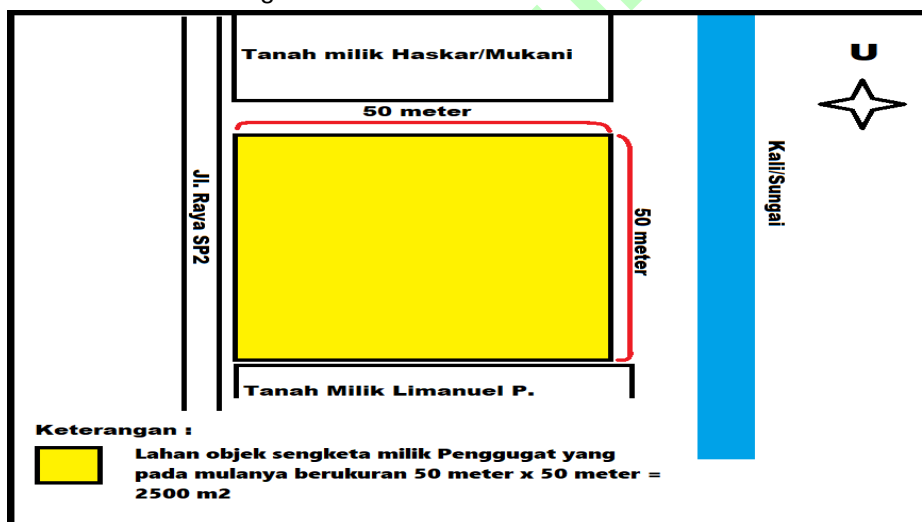 Tanah milik Haskar/Mukani
U
50 meter
Jl. Raya SP2
50 meter
Kali/Sungai
Tanah Milik Limanuel P.
Keterangan :
Lahan objek sengketa milik Penggugat yang
pada mulanya berukuran 50 meter x 50 meter =
2500 m2